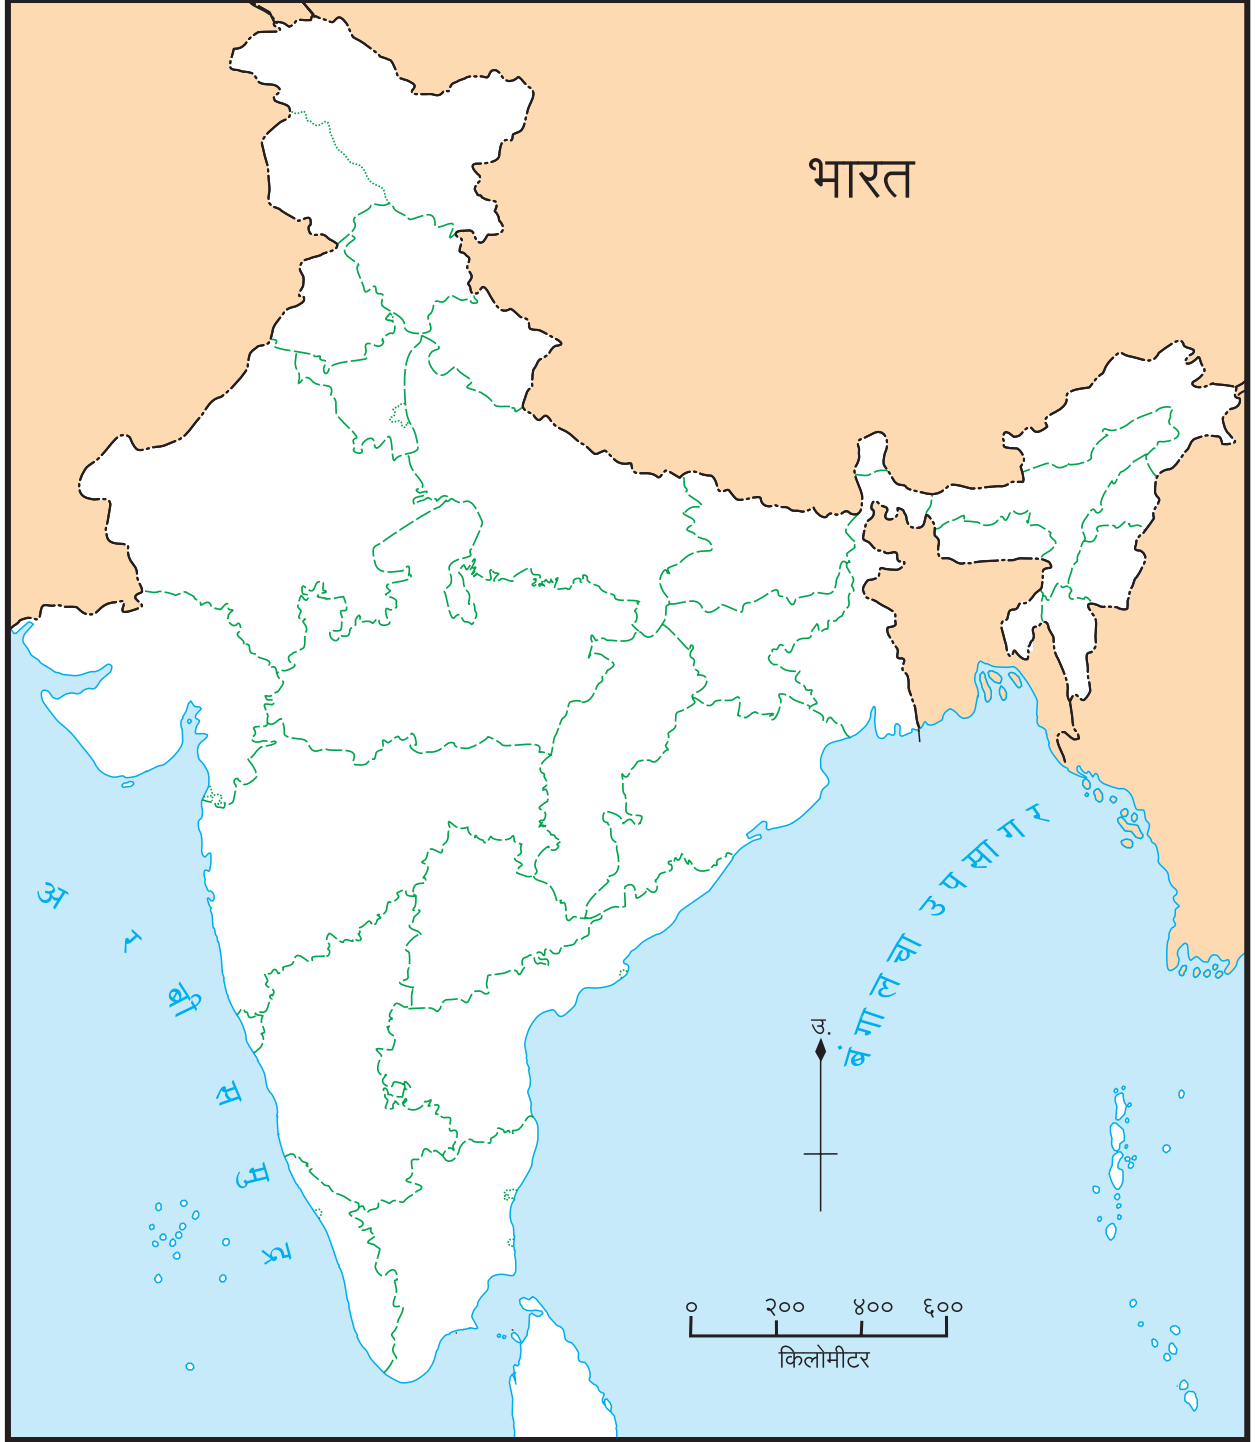 भारत
अरबी समुद्र
बंगालचा उपसागर
उ.
० २०० ४०० ६००
किलोमीटर